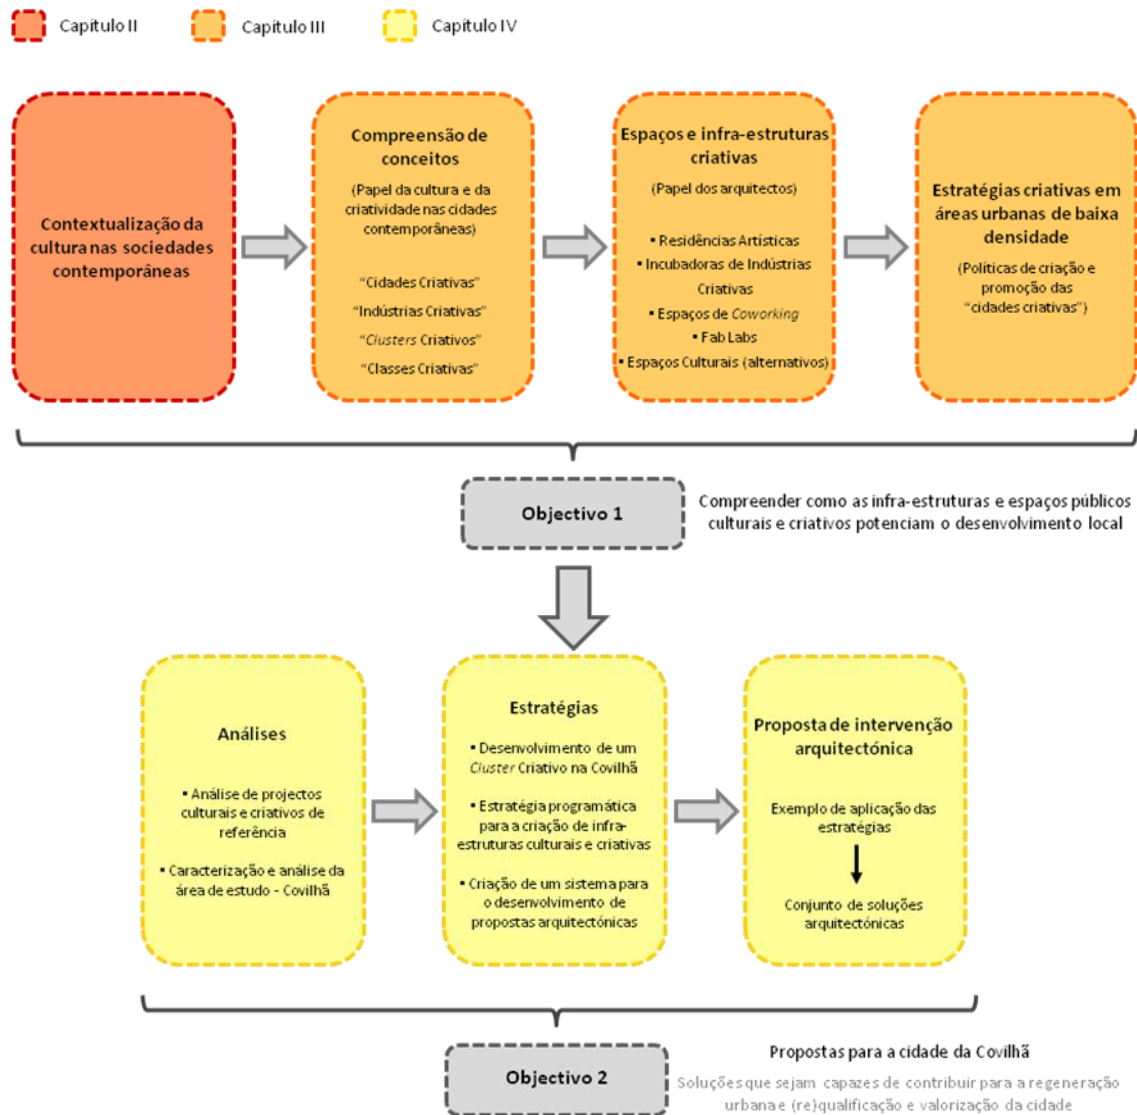 Capítulo II
Capítulo III
Capítulo IV
Contextualização da
cultura nas sociedades
contemporâneas
Compreensão de
conceitos
(Papel da cultura e da
criatividade nas cidades
contemporâneas)
“Cidades Criativas”
“Indústrias Criativas”
“Clusters Criativos”
“Classes Criativas”
Espaços e infra-estruturas
criativas
(Papel dos arquitectos)
▪ Residências Artísticas
▪ Incubadoras de Indústrias
Criativas
▪ Espaços de Coworking
▪ Fab Labs
▪ Espaços Culturais (alternativos)
Estratégias criativas em
áreas urbanas de baixa
densidade
(Políticas de criação e
promoção das
“cidades criativas”)
Objectivo 1
Compreender como as infra-estruturas e espaços públicos
culturais e criativos potenciam o desenvolvimento local
Análises
▪ Análise de projectos
culturais e criativos de
referência
▪ Caracterização e análise da
área de estudo - Covilhã
Estratégias
▪ Desenvolvimento de um
Cluster Criativo na Covilhã
▪ Estratégia programática
para a criação de infra-
estruturas culturais e criativas
▪ Criação de um sistema para
o desenvolvimento de
propostas arquitectónicas
Proposta de intervenção
arquitectónica
Exemplo de aplicação das
estratégias
Conjunto de soluções
arquitectónicas
Objectivo 2
Propostas para a cidade da Covilhã
Soluções que sejam capazes de contribuir para a regeneração
urbana e (re)qualificação e valorização da cidade